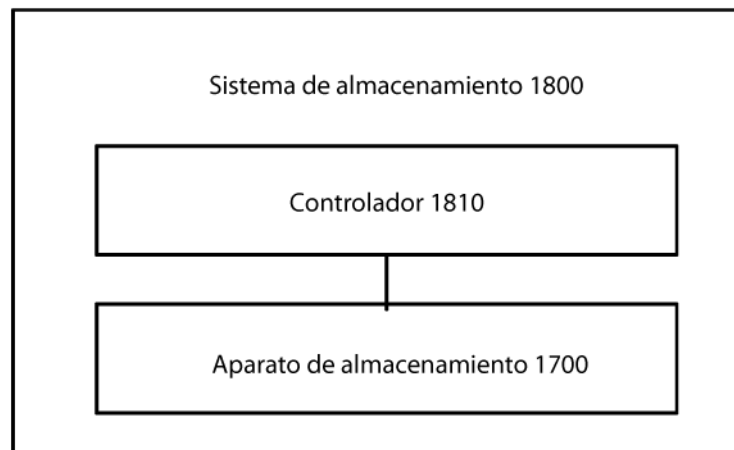 Sistema de almacenamiento 1800
Controlador 1810
Aparato de almacenamiento 1700